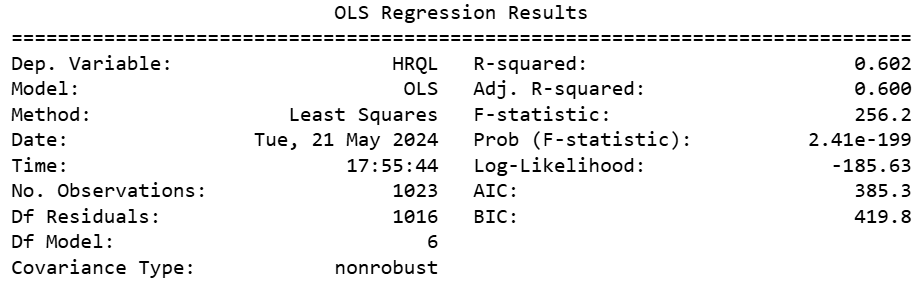 OLS Regression Results
==============================================================================
Dep. Variable: HRQL R-squared: 0.602
Model: OLS Adj. R-squared: 0.600
Method: Least Squares F-statistic: 256.2
Date: Tue, 21 May 2024 Prob (F-statistic): 2.41e-199
Time: 17:55:44 Log-Likelihood: -185.63
No. Observations: 1023 AIC: 385.3
Df Residuals: 1016 BIC: 419.8
Df Model: 6
Covariance Type: nonrobust